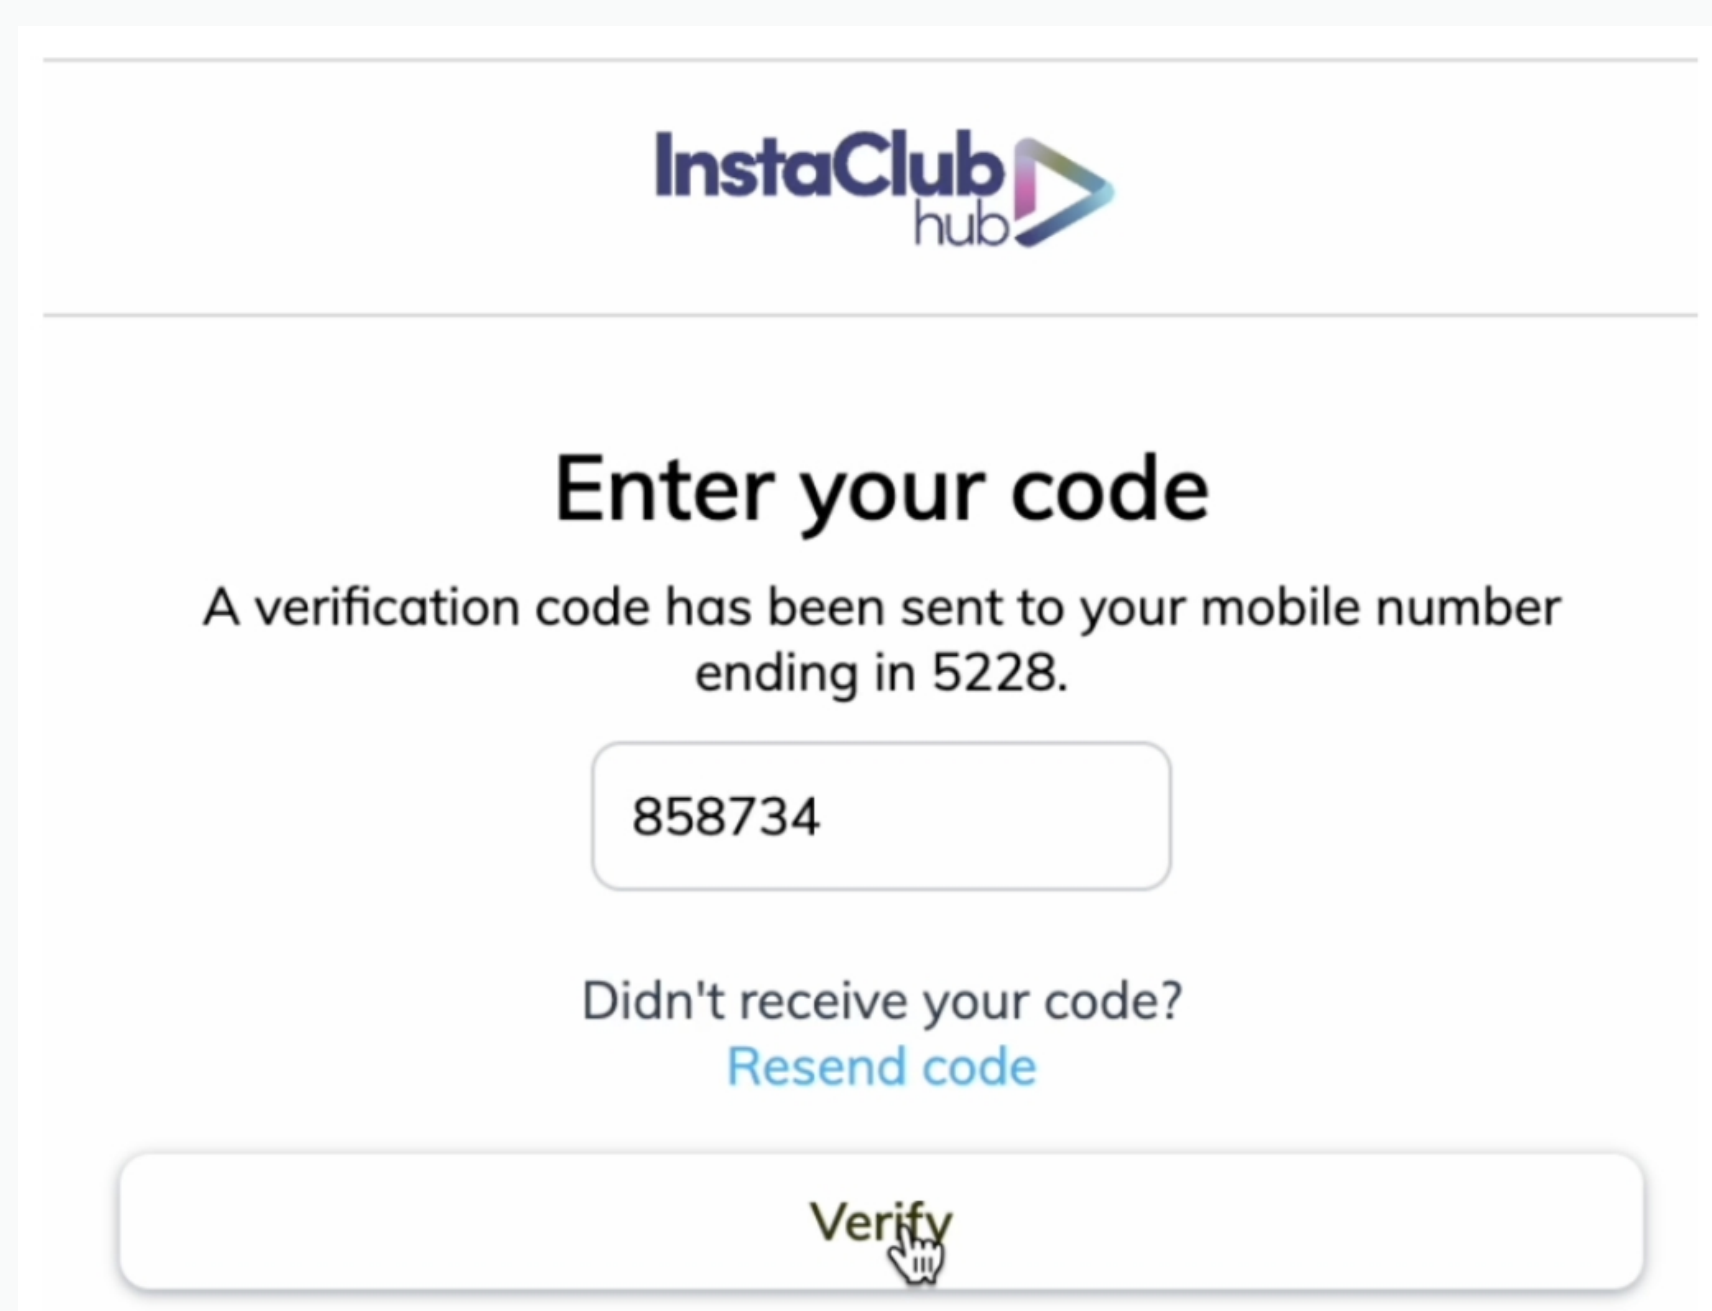 InstaClub
hub
Enter your code
A verification code has been sent to your mobile number
ending in 5228.
858734
Didn't receive your code?
Resend code
Verify